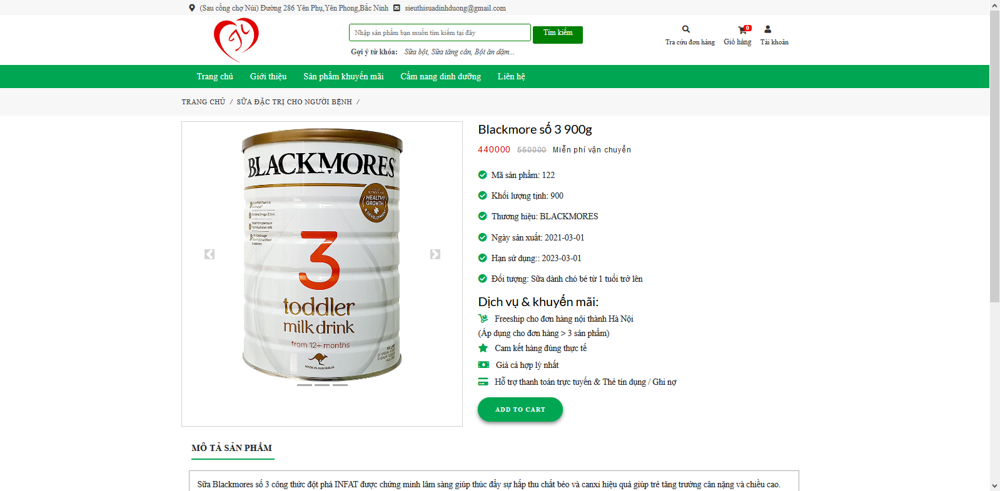 (Sau cổng chợ Núi) Đường 286 Yên Phụ,Yên Phong,Bắc Ninh sieuthisuadinhduong@gmail.com
Nhập sản phẩm bạn muốn tìm kiếm tại đây
Tìm kiếm
Gợi ý từ khóa: Sữa bột, Sữa tăng cân, Bột ăn dặm...
Tra cứu đơn hàng
0
Giỏ hàng
Tài khoản
Trang chủ Giới thiệu Sản phẩm khuyến mãi Cẩm nang dinh dưỡng Liên hệ
TRANG CHỦ / SỮA ĐẶC TRỊ CHO NGƯỜI BỆNH /
BLACKMORES
HEALTHY
GROWTH
& DEVELOPMENT
3
toddler
milk drink
from 12+ months
MADE IN AUSTRALIA
Blackmore số 3 900g
440000 560000 Miễn phí vận chuyển
Mã sản phẩm: 122
Khối lượng tịnh: 900
Thương hiệu: BLACKMORES
Ngày sản xuất: 2021-03-01
Hạn sử dụng:: 2023-03-01
Đối tượng: Sữa dành chó bé từ 1 tuổi trở lên
Dịch vụ & khuyến mãi:
Freeship cho đơn hàng nội thành Hà Nội
(Áp dụng cho đơn hàng > 3 sản phẩm)
Cam kết hàng đúng thực tế
Giá cả hợp lý nhất
Hỗ trợ thanh toán trực tuyến & Thẻ tín dụng / Ghi nợ
ADD TO CART
MÔ TẢ SẢN PHẨM
Sữa Blackmores số 3 công thức đột phá INFAT được chứng minh lâm sàng giúp thúc đẩy sự hấp thu chất béo và canxi hiệu quả giúp trẻ tăng trưởng cân nặng và chiều cao.